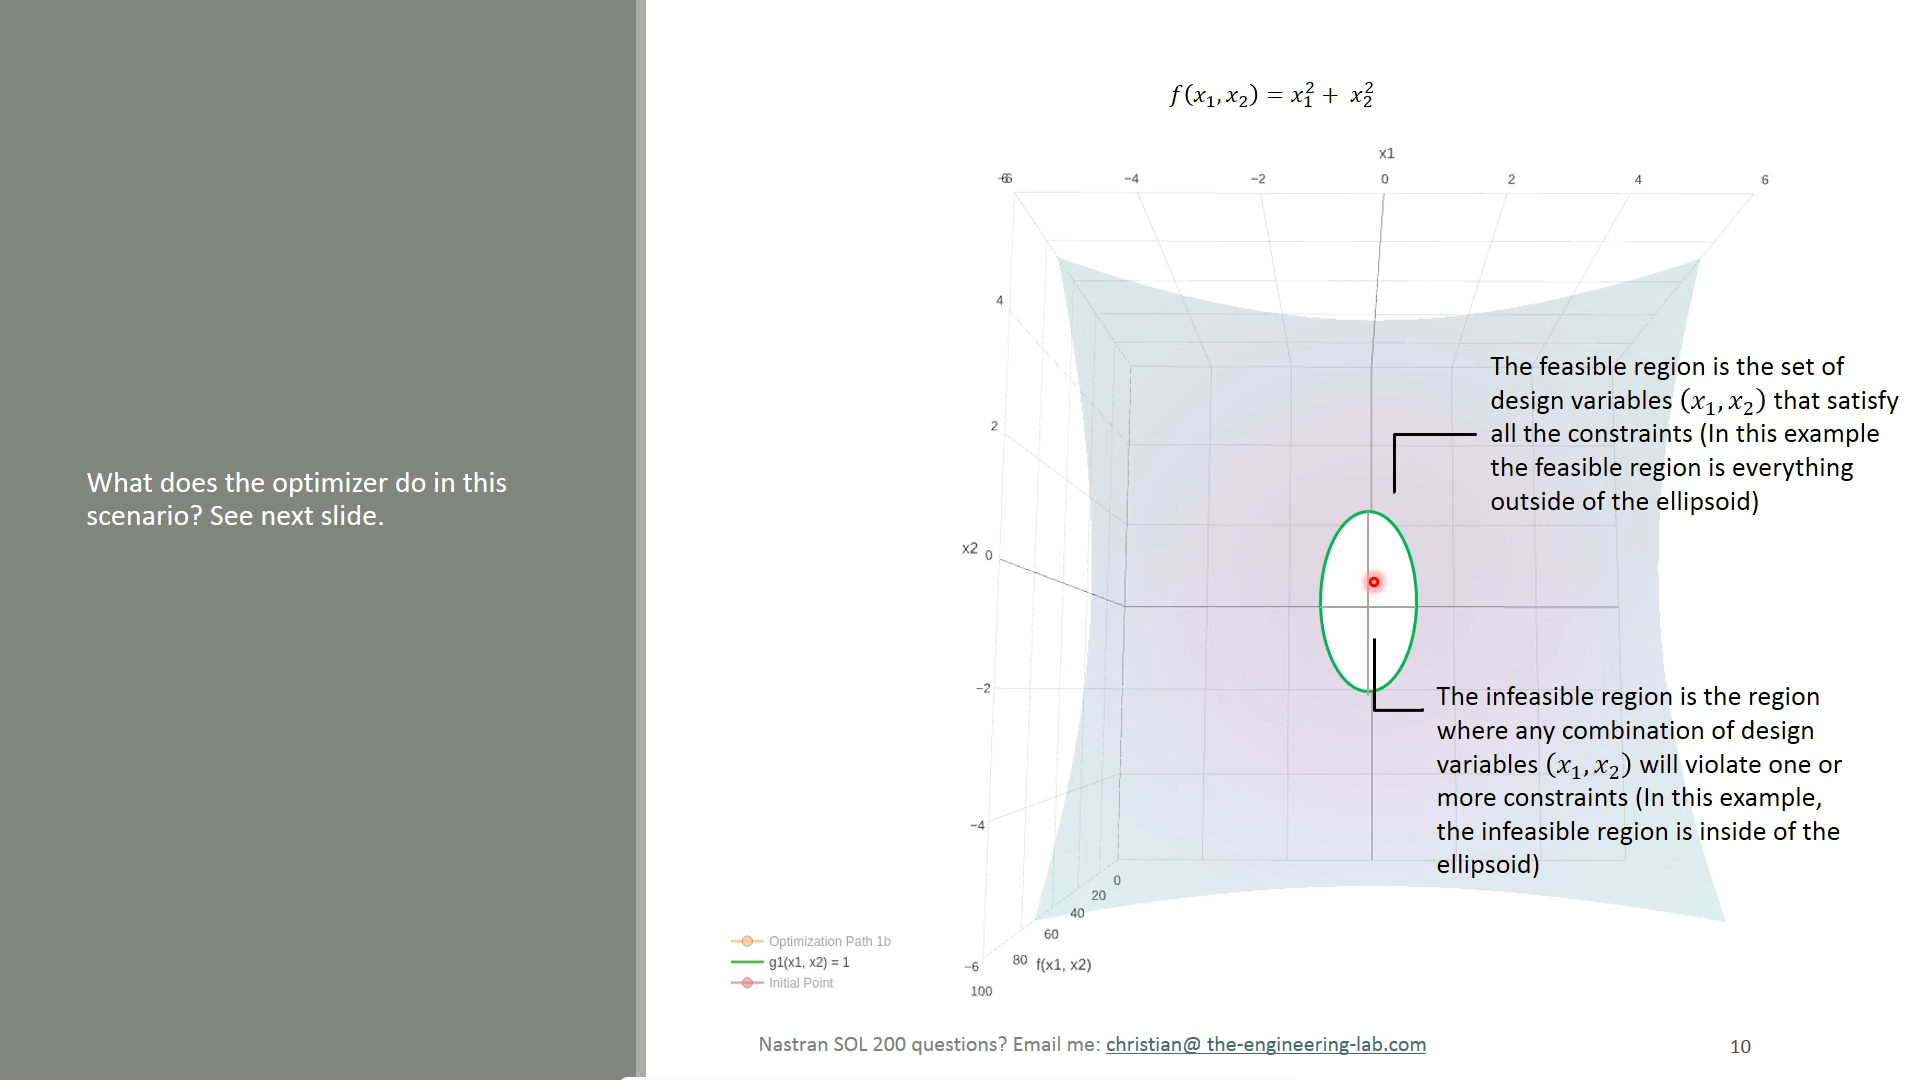 What does the optimizer do in this
scenario? See next slide.
f(x₁, x₂) = x₁² + x₂²
x1
-6 -4 -2 0 2 4 6
6
4
2
x2 0
-2
-4
-6
0
20
40
60
80
100
f(x1, x2)
The feasible region is the set of
design variables (x₁, x₂) that satisfy
all the constraints (In this example
the feasible region is everything
outside of the ellipsoid)
The infeasible region is the region
where any combination of design
variables (x₁, x₂) will violate one or
more constraints (In this example,
the infeasible region is inside of the
ellipsoid)
Optimization Path 1b
g1(x1, x2) = 1
Initial Point
Nastran SOL 200 questions? Email me: christian@ the-engineering-lab.com
10